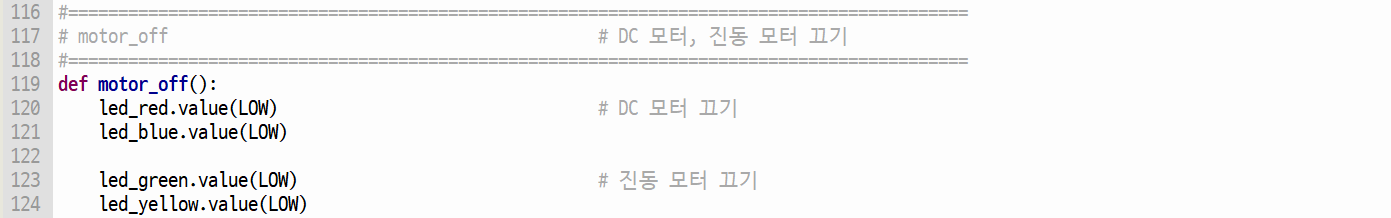 116 #==========================================================================================
117 # motor_off # DC 모터, 진동 모터 끄기
118 #==========================================================================================
119 def motor_off():
120 led_red.value(LOW) # DC 모터 끄기
121 led_blue.value(LOW)
122
123 led_green.value(LOW) # 진동 모터 끄기
124 led_yellow.value(LOW)